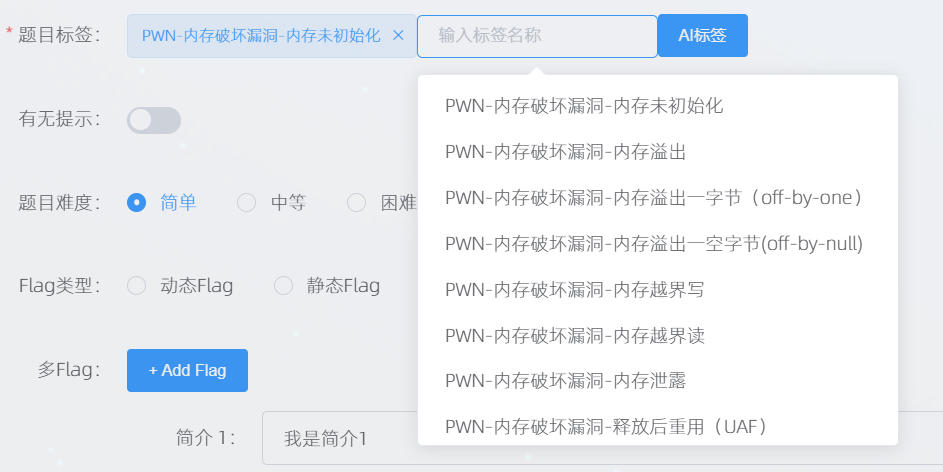 * 题目标签： PWN-内存破坏漏洞-内存未初始化 × 输入标签名称 AI标签
PWN-内存破坏漏洞-内存未初始化
有无提示：
PWN-内存破坏漏洞-内存溢出
PWN-内存破坏漏洞-内存溢出一字节（off-by-one）
题目难度： 简单 中等 困难
PWN-内存破坏漏洞-内存溢出一空字节(off-by-null)
Flag类型： 动态Flag 静态Flag
PWN-内存破坏漏洞-内存越界写
PWN-内存破坏漏洞-内存越界读
多Flag： + Add Flag
PWN-内存破坏漏洞-内存泄露
PWN-内存破坏漏洞-释放后重用（UAF）
简介 1： 我是简介1